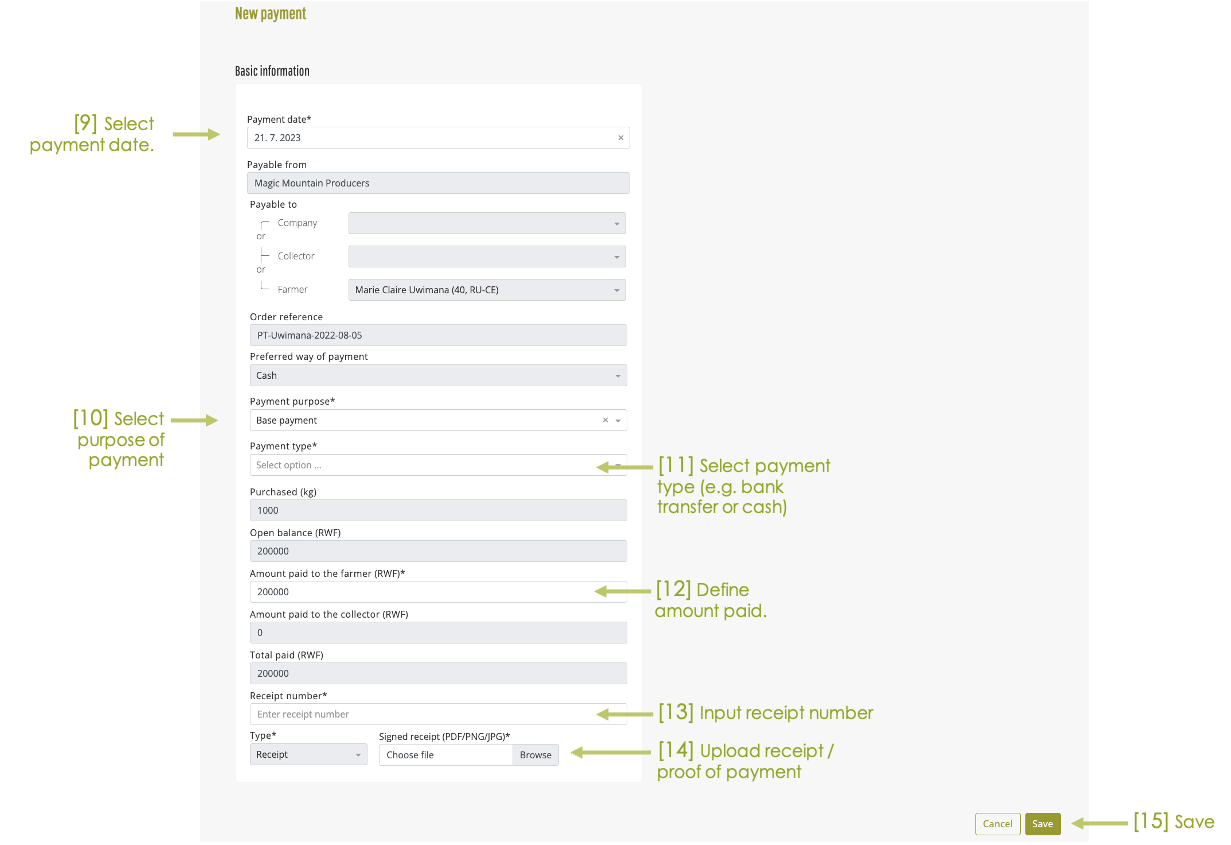 New payment
Basic information
[9] Select
payment date.
Payment date*
21. 7. 2023
×
Payable from
Magic Mountain Producers
Payable to
Company
or
Collector
or
Farmer
Marie Claire Uwimana (40, RU-CE)
Order reference
PT-Uwimana-2022-08-05
Preferred way of payment
Cash
[10] Select
purpose of
payment
Payment purpose*
Base payment
×
Payment type*
Select option ...
[11] Select payment
type (e.g. bank
transfer or cash)
Purchased (kg)
1000
Open balance (RWF)
200000
Amount paid to the farmer (RWF)*
200000
[12] Define
amount paid.
Amount paid to the collector (RWF)
0
Total paid (RWF)
200000
Receipt number*
Enter receipt number
[13] Input receipt number
Type*
Receipt
Signed receipt (PDF/PNG/JPG)*
Choose file
Browse
[14] Upload receipt /
proof of payment
Cancel
Save
[15] Save